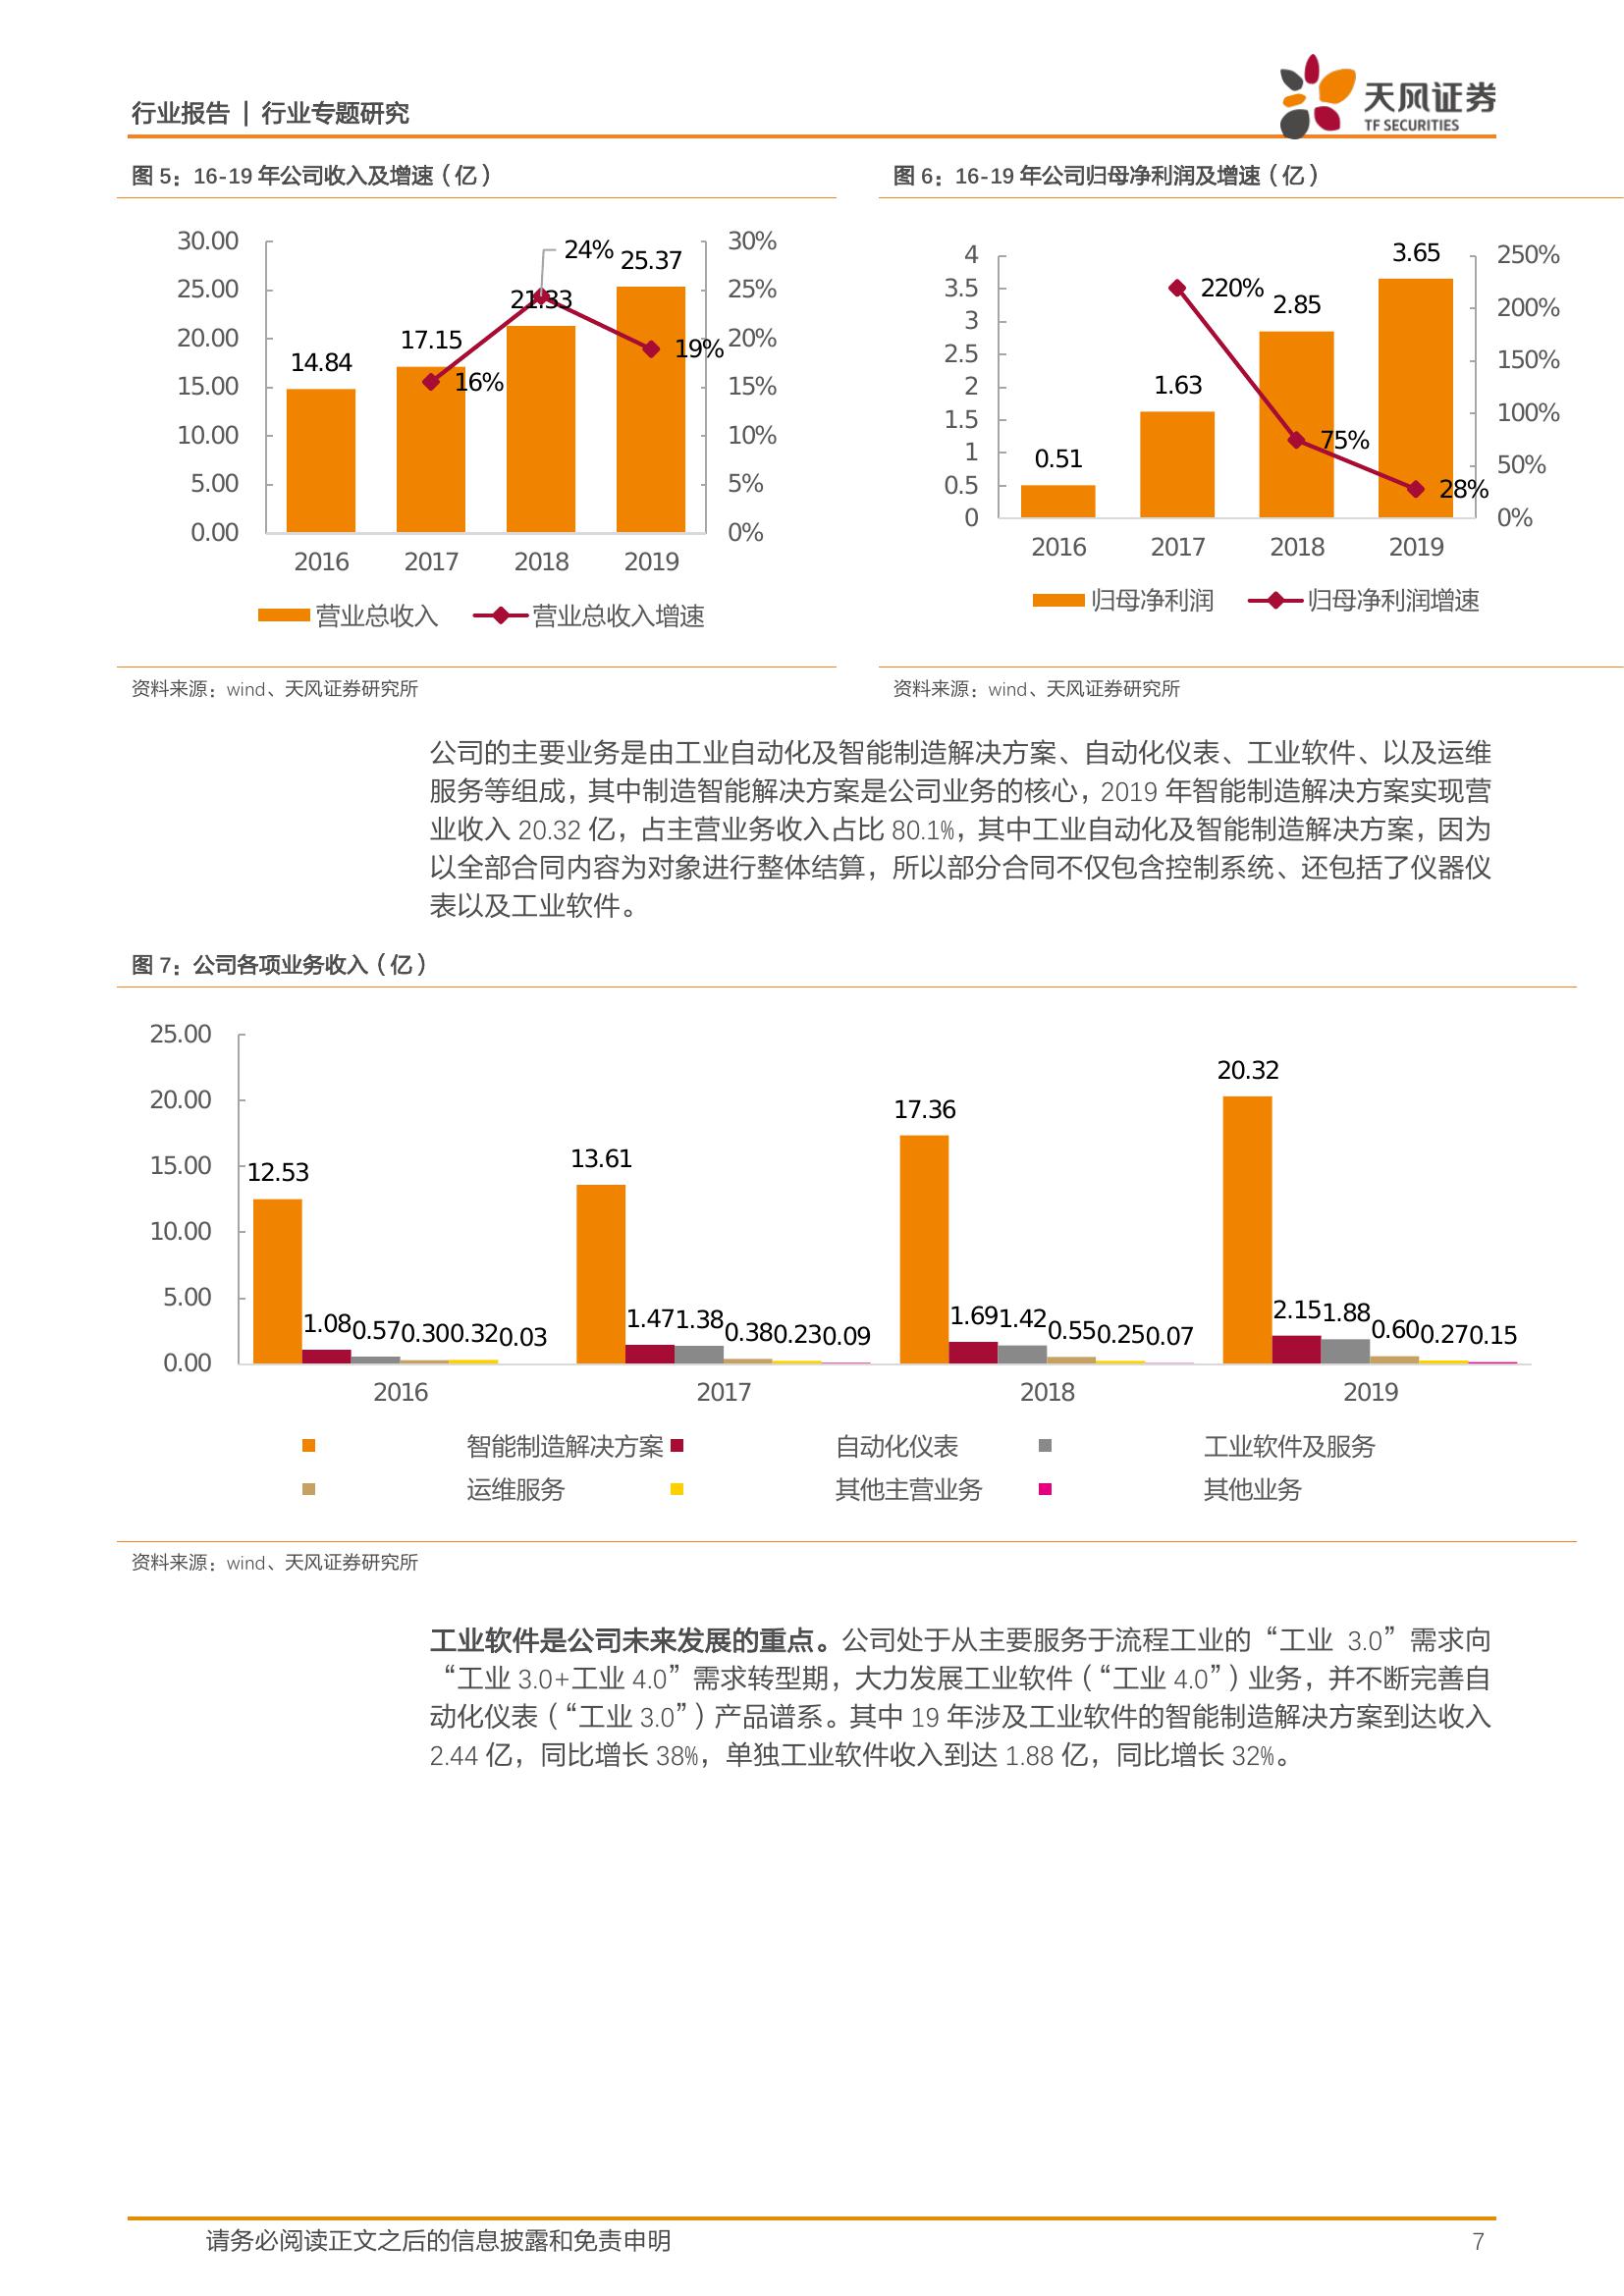 行业报告 | 行业专题研究
天风证券
TF SECURITIES
图 5：16-19 年公司收入及增速（亿）
30.00
25.00
20.00
15.00
10.00
5.00
0.00
14.84
17.15
21.33
25.37
16%
24%
19%
30%
25%
20%
15%
10%
5%
0%
2016 2017 2018 2019
营业总收入 营业总收入增速
资料来源：wind、天风证券研究所
图 6：16-19 年公司归母净利润及增速（亿）
4
3.5
3
2.5
2
1.5
1
0.5
0
0.51
1.63
2.85
3.65
220%
75%
28%
250%
200%
150%
100%
50%
0%
2016 2017 2018 2019
归母净利润 归母净利润增速
资料来源：wind、天风证券研究所
公司的主要业务是由工业自动化及智能制造解决方案、自动化仪表、工业软件、以及运维
服务等组成，其中制造智能解决方案是公司业务的核心，2019 年智能制造解决方案实现营
业收入 20.32 亿，占主营业务收入占比 80.1%，其中工业自动化及智能制造解决方案，因为
以全部合同内容为对象进行整体结算，所以部分合同不仅包含控制系统、还包括了仪器仪
表以及工业软件。
图 7：公司各项业务收入（亿）
25.00
20.00
15.00
10.00
5.00
0.00
12.53 1.08 0.57 0.30 0.32 0.03
13.61 1.47 1.38 0.38 0.23 0.09
17.36 1.69 1.42 0.55 0.25 0.07
20.32 2.15 1.88 0.60 0.27 0.15
2016 2017 2018 2019
智能制造解决方案 自动化仪表 工业软件及服务
运维服务 其他主营业务 其他业务
资料来源：wind、天风证券研究所
工业软件是公司未来发展的重点。公司处于从主要服务于流程工业的“工业 3.0”需求向
“工业 3.0+工业 4.0”需求转型期，大力发展工业软件（“工业 4.0”）业务，并不断完善自
动化仪表（“工业 3.0”）产品谱系。其中 19 年涉及工业软件的智能制造解决方案到达收入
2.44 亿，同比增长 38%，单独工业软件收入到达 1.88 亿，同比增长 32%。
请务必阅读正文之后的信息披露和免责申明 7